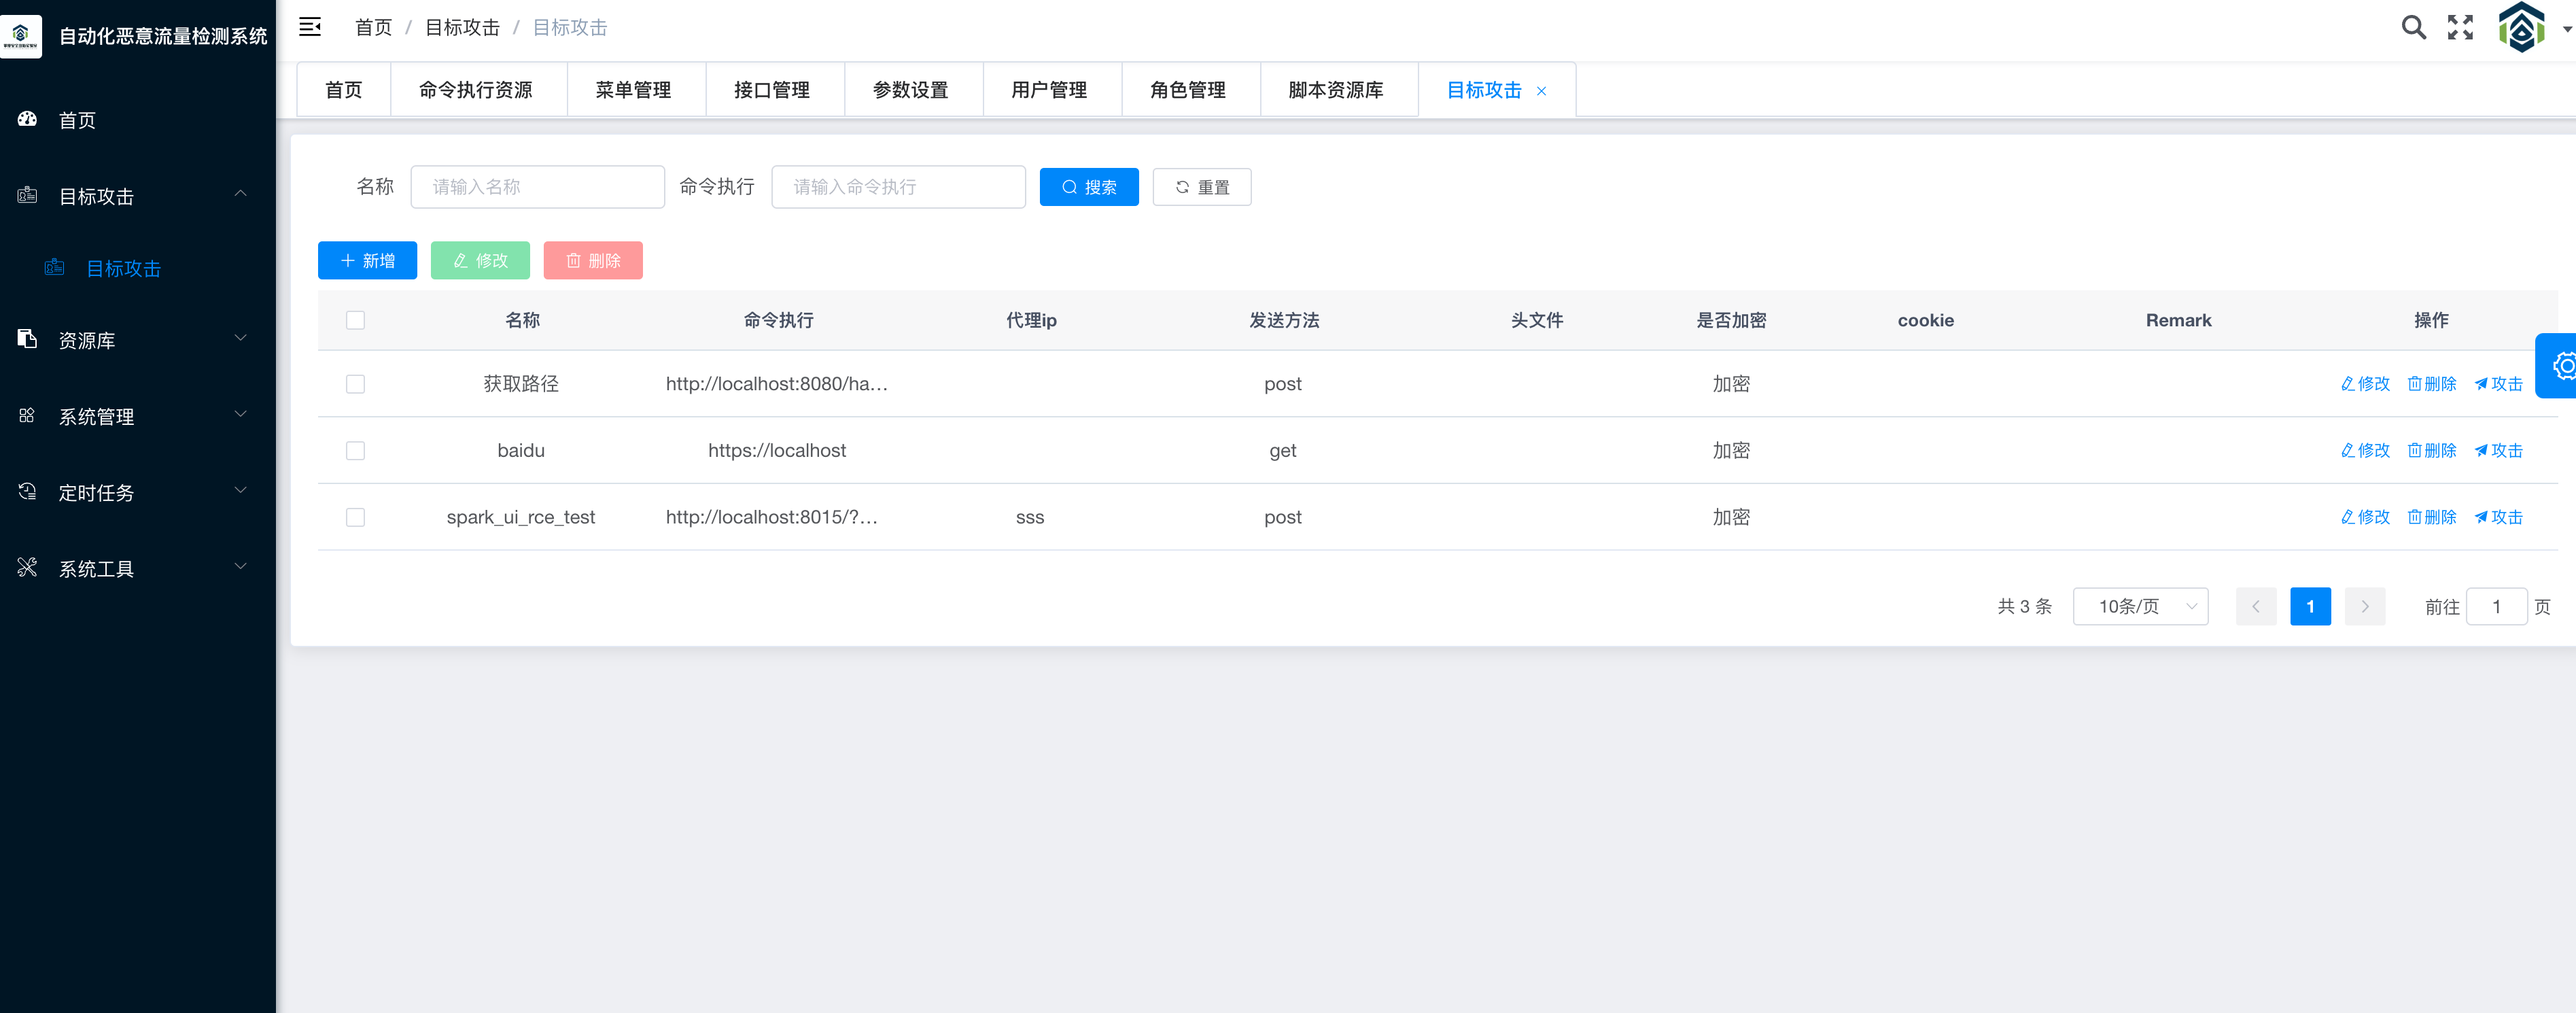 自动化恶意流量检测系统
首页
目标攻击
目标攻击
资源库
系统管理
定时任务
系统工具
首页 / 目标攻击 / 目标攻击
首页 命令执行资源 菜单管理 接口管理 参数设置 用户管理 角色管理 脚本资源库 目标攻击 ×
名称 请输入名称 命令执行 请输入命令执行 搜索 重置
新增 修改 删除
名称 命令执行 代理ip 发送方法 头文件 是否加密 cookie Remark 操作
获取路径 http://localhost:8080/ha... post 加密 修改 删除 攻击
baidu https://localhost get 加密 修改 删除 攻击
spark_ui_rce_test http://localhost:8015/?... sss post 加密 修改 删除 攻击
共 3 条 10条/页 1 前往 1 页